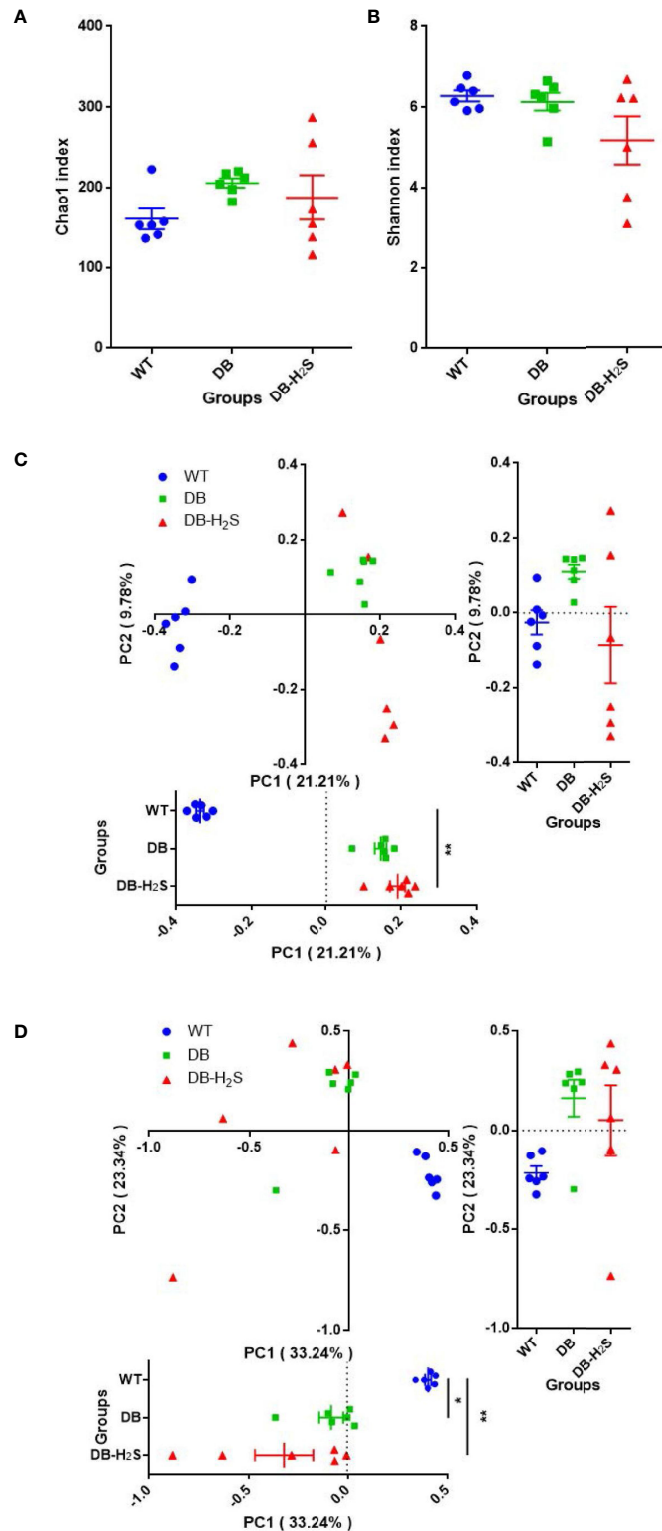 A
400
300
200
100
0
Chao1 index
WT
DB
DB-H₂S
Groups
B
8
6
4
2
0
Shannon index
WT
DB
DB-H₂S
Groups
C
WT
DB
DB-H₂S
0.4
0.2
-0.4
-0.2
0.2
0.4
-0.2
-0.4
PC2 ( 9.78% )
PC1 ( 21.21% )
0.4
0.2
0.0
-0.2
-0.4
PC2 ( 9.78% )
WT
DB
DB-H₂S
Groups
WT
DB
DB-H₂S
Groups
**
-0.4
-0.2
0.0
0.2
0.4
PC1 ( 21.21% )
D
WT
DB
DB-H₂S
0.5
-1.0
-0.5
0.5
-0.5
-1.0
PC2 ( 23.34% )
PC1 ( 33.24% )
0.5
0.0
-0.5
-1.0
PC2 ( 23.34% )
WT
DB
DB-H₂S
Groups
WT
DB
DB-H₂S
Groups
*
**
-1.0
-0.5
0.0
0.5
PC1 ( 33.24% )